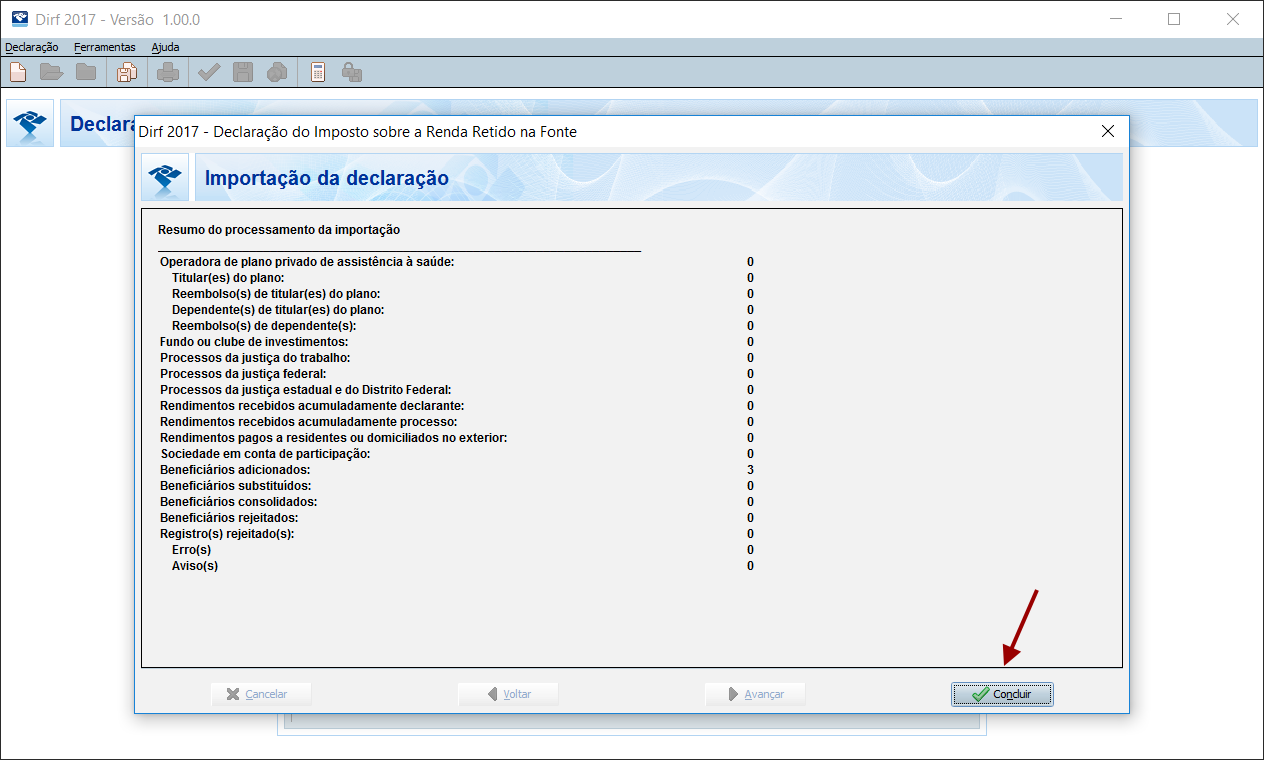 Dirf 2017 - Versão 1.00.0
Declaração Ferramentas Ajuda
Dirf 2017 - Declaração do Imposto sobre a Renda Retido na Fonte
Importação da declaração
Resumo do processamento da importação
Operadora de plano privado de assistência à saúde: 0
Titular(es) do plano: 0
Reembolso(s) de titular(es) do plano: 0
Dependente(s) de titular(es) do plano: 0
Reembolso(s) de dependente(s): 0
Fundo ou clube de investimentos: 0
Processos da justiça do trabalho: 0
Processos da justiça federal: 0
Processos da justiça estadual e do Distrito Federal: 0
Rendimentos recebidos acumuladamente declarante: 0
Rendimentos recebidos acumuladamente processo: 0
Rendimentos pagos a residentes ou domiciliados no exterior: 0
Sociedade em conta de participação: 0
Beneficiários adicionados: 3
Beneficiários substituídos: 0
Beneficiários consolidados: 0
Beneficiários rejeitados: 0
Registro(s) rejeitado(s): 0
Erro(s) 0
Aviso(s) 0
Cancelar Voltar Avançar Concluir